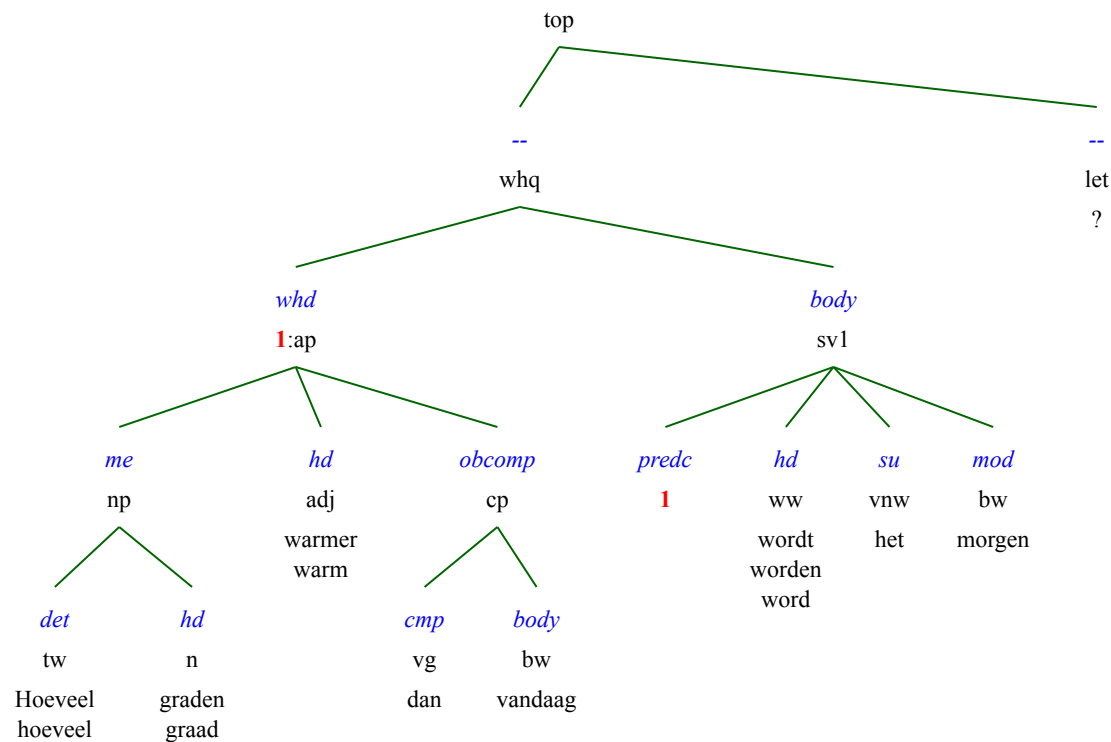 top
-- --
whq let
?
whd body
1:ap sv1
me hd obcomp predc hd su mod
np adj cp 1 ww vnw bw
warmer wordt het morgen
warm worden
word
det hd cmp body
tw n vg bw
Hoeveel graden dan vandaag
hoeveel graad